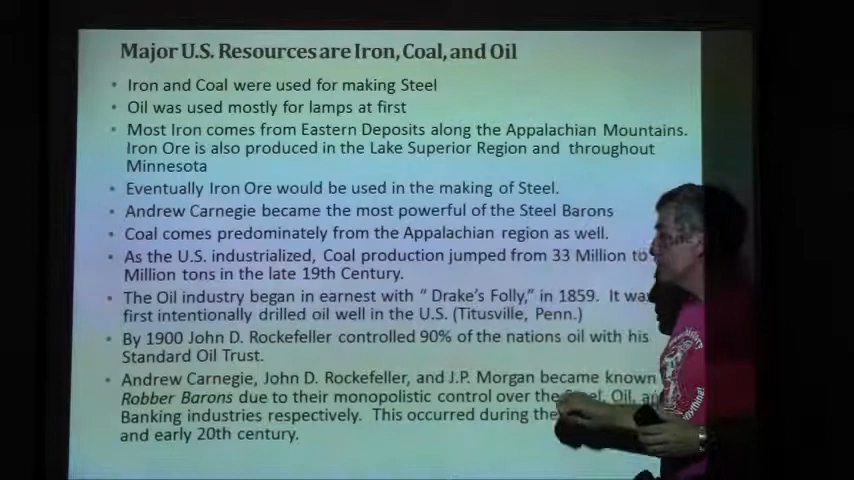 Major U.S. Resources are Iron, Coal, and Oil
• Iron and Coal were used for making Steel
• Oil was used mostly for lamps at first
• Most Iron comes from Eastern Deposits along the Appalachian Mountains.
Iron Ore is also produced in the Lake Superior Region and throughout
Minnesota
• Eventually Iron Ore would be used in the making of Steel.
• Andrew Carnegie became the most powerful of the Steel Barons
• Coal comes predominately from the Appalachian region as well.
• As the U.S. industrialized, Coal production jumped from 33 Million to
Million tons in the late 19th Century.
• The Oil industry began in earnest with “ Drake's Folly,” in 1859. It was
first intentionally drilled oil well in the U.S. (Titusville, Penn.)
• By 1900 John D. Rockefeller controlled 90% of the nations oil with his
Standard Oil Trust.
• Andrew Carnegie, John D. Rockefeller, and J.P. Morgan became known
Robber Barons due to their monopolistic control over the Steel, Oil, an
Banking industries respectively. This occurred during the
and early 20th century.